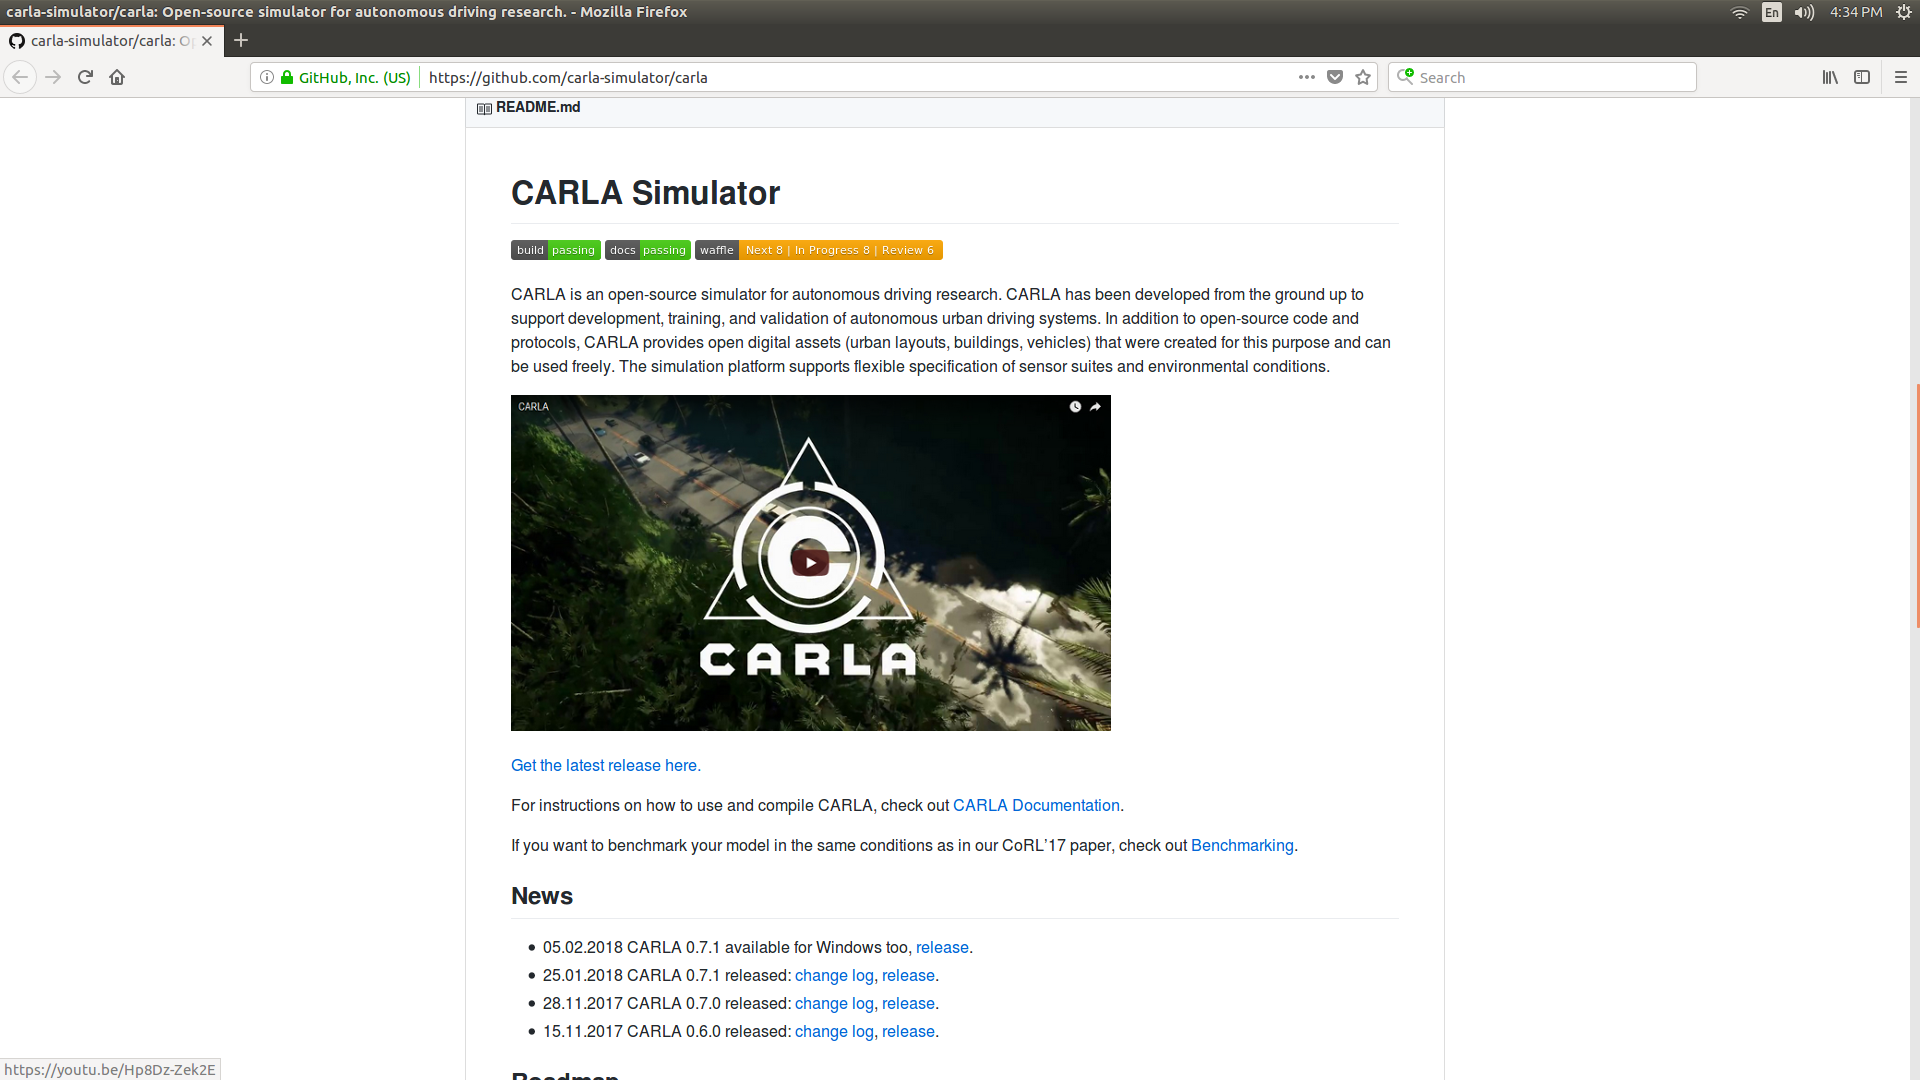 carla-simulator/carla: Open-source simulator for autonomous driving research. - Mozilla Firefox
En
4:34 PM
carla-simulator/carla: Op
GitHub, Inc. (US)
https://github.com/carla-simulator/carla
Search
README.md
CARLA Simulator
build passing
docs passing
waffle Next 8 | In Progress 8 | Review 6
CARLA is an open-source simulator for autonomous driving research. CARLA has been developed from the ground up to
support development, training, and validation of autonomous urban driving systems. In addition to open-source code and
protocols, CARLA provides open digital assets (urban layouts, buildings, vehicles) that were created for this purpose and can
be used freely. The simulation platform supports flexible specification of sensor suites and environmental conditions.
CARLA
C
CARLA
Get the latest release here.
For instructions on how to use and compile CARLA, check out CARLA Documentation.
If you want to benchmark your model in the same conditions as in our CoRL’17 paper, check out Benchmarking.
News
• 05.02.2018 CARLA 0.7.1 available for Windows too, release.
• 25.01.2018 CARLA 0.7.1 released: change log, release.
• 28.11.2017 CARLA 0.7.0 released: change log, release.
• 15.11.2017 CARLA 0.6.0 released: change log, release.
Roadmap
https://youtu.be/Hp8Dz-Zek2E